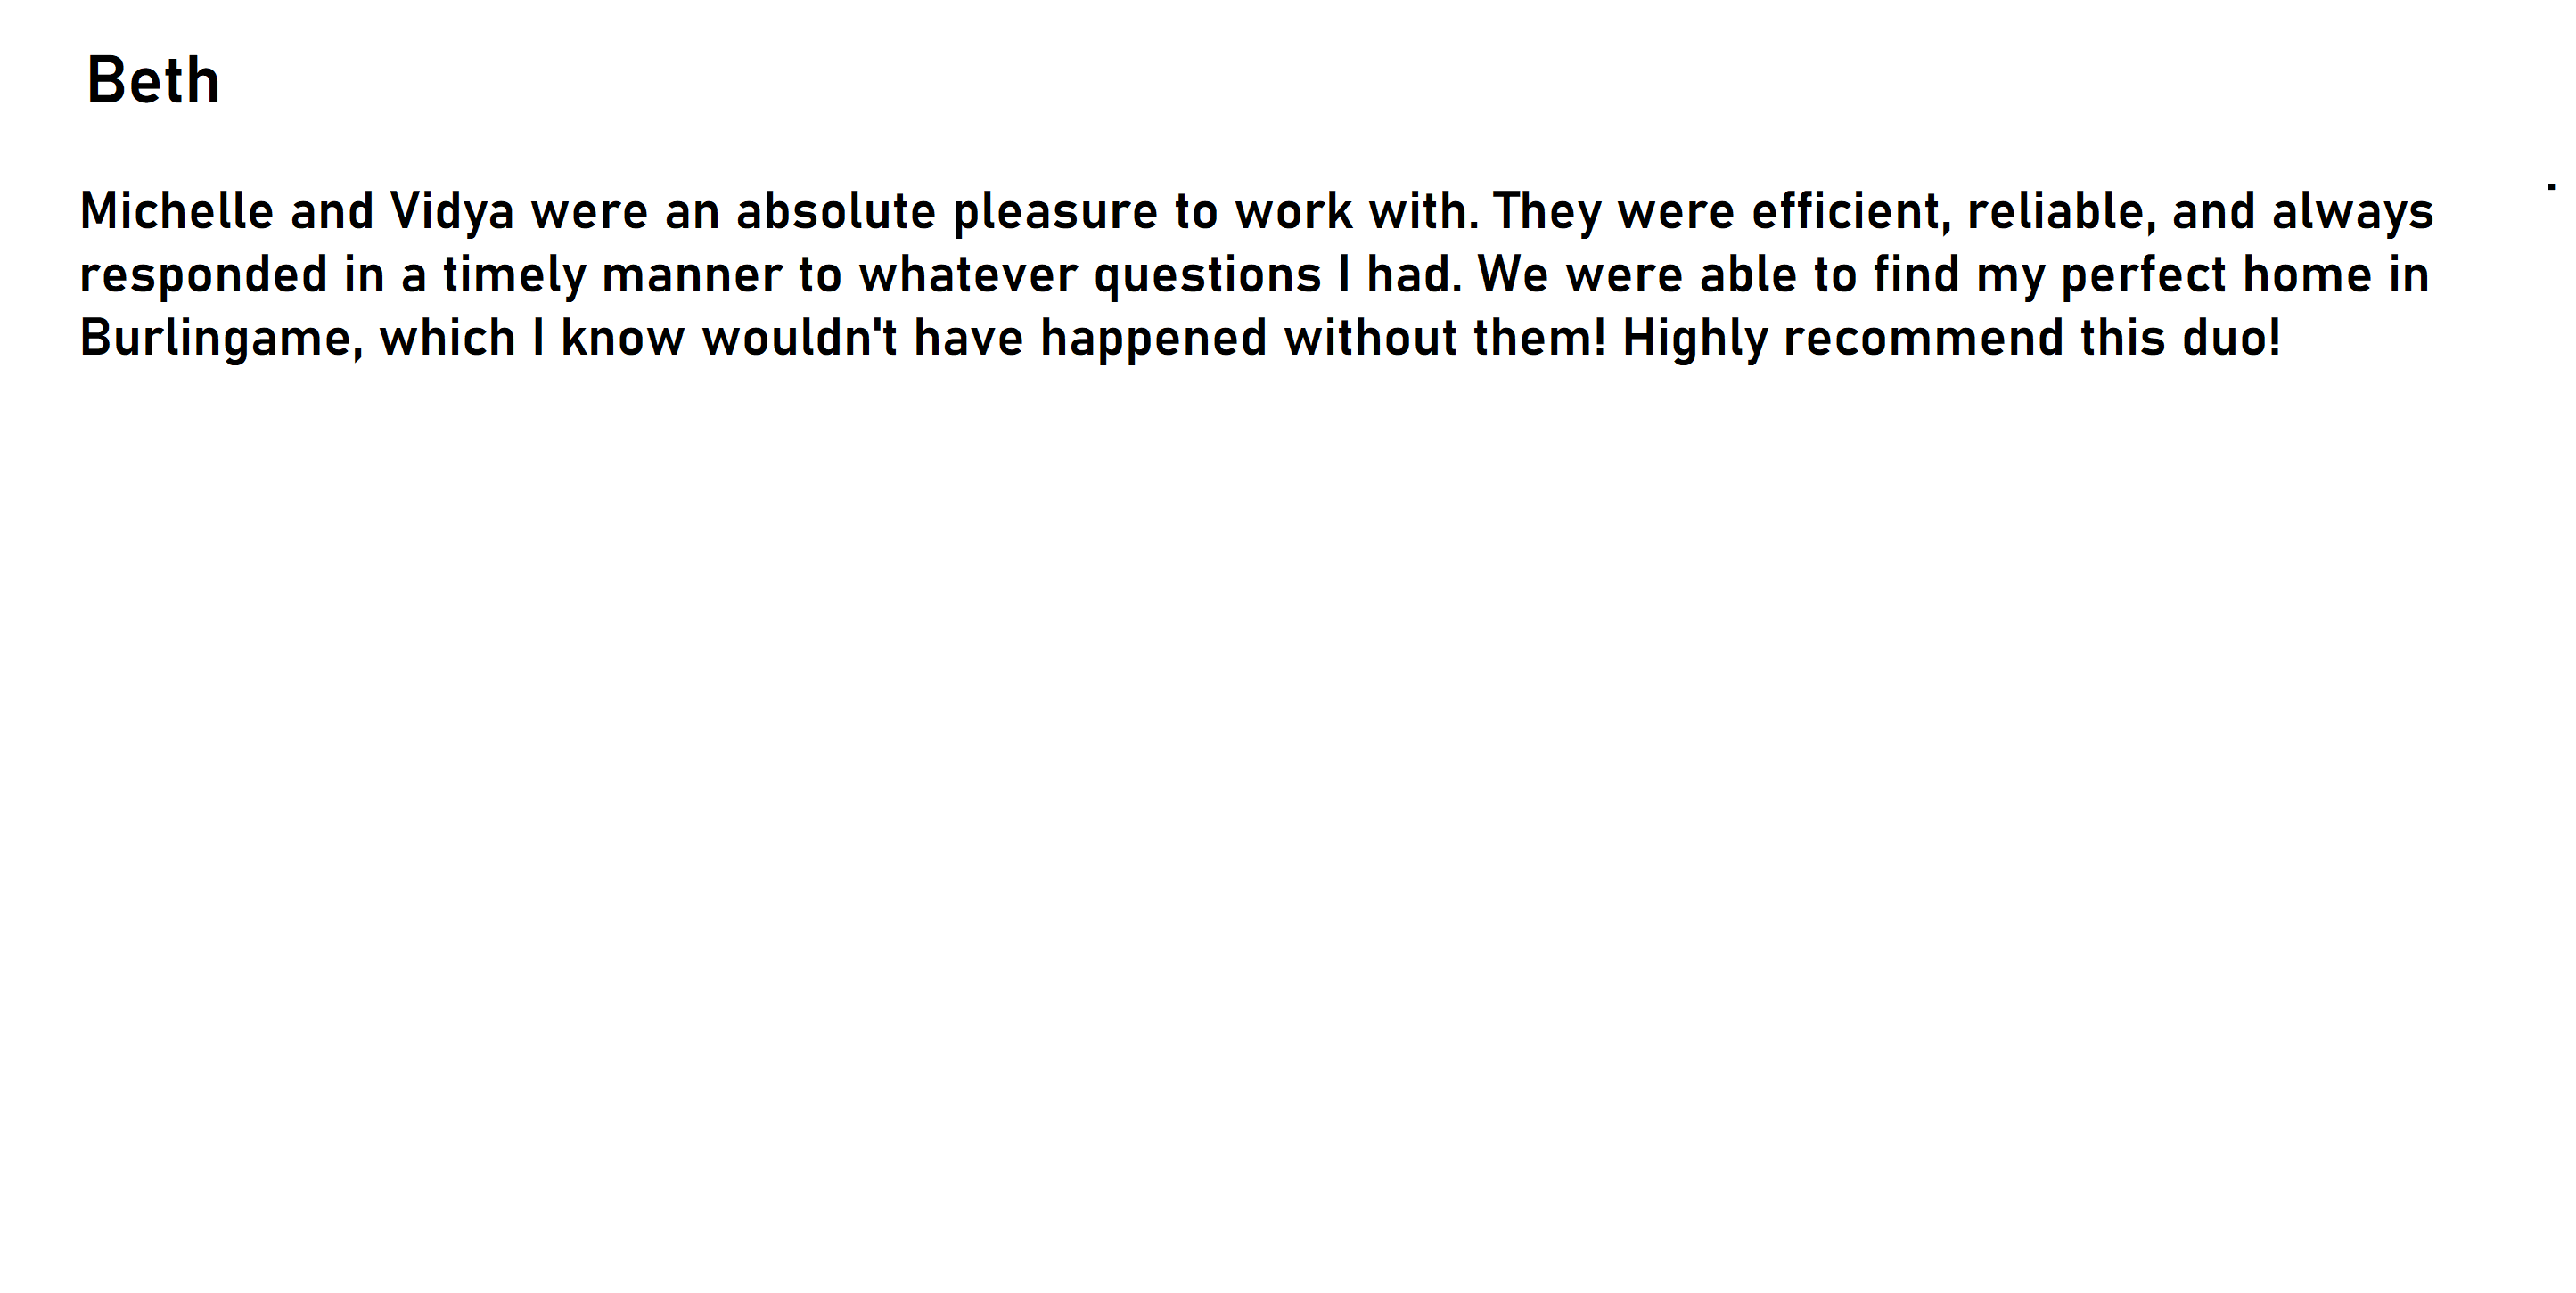 Beth
Michelle and Vidya were an absolute pleasure to work with. They were efficient, reliable, and always
responded in a timely manner to whatever questions I had. We were able to find my perfect home in
Burlingame, which I know wouldn't have happened without them! Highly recommend this duo!